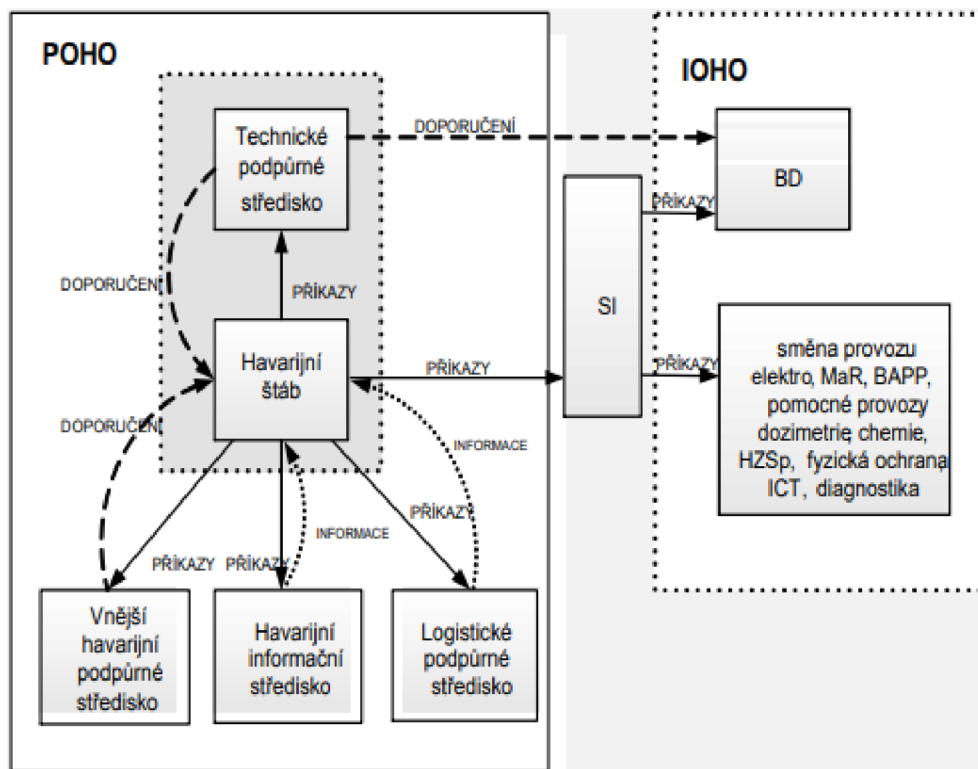 POHO
IOHO
Technické
podpůrné
středisko
DOPORUČENÍ
BD
PŘÍKAZY
DOPORUČENÍ
PŘÍKAZY
SI
Havarijní
štáb
PŘÍKAZY
PŘÍKAZY
směna provozu
elektro, MaR, BAPP,
pomocné provozy
dozimetrie, chemie,
HZSp, fyzická ochrana
ICT, diagnostika
DOPORUČENÍ
INFORMACE
PŘÍKAZY
INFORMACE
PŘÍKAZY
PŘÍKAZY
Vnější
havarijní
podpůrné
středisko
Havarijní
informační
středisko
Logistické
podpůrné
středisko